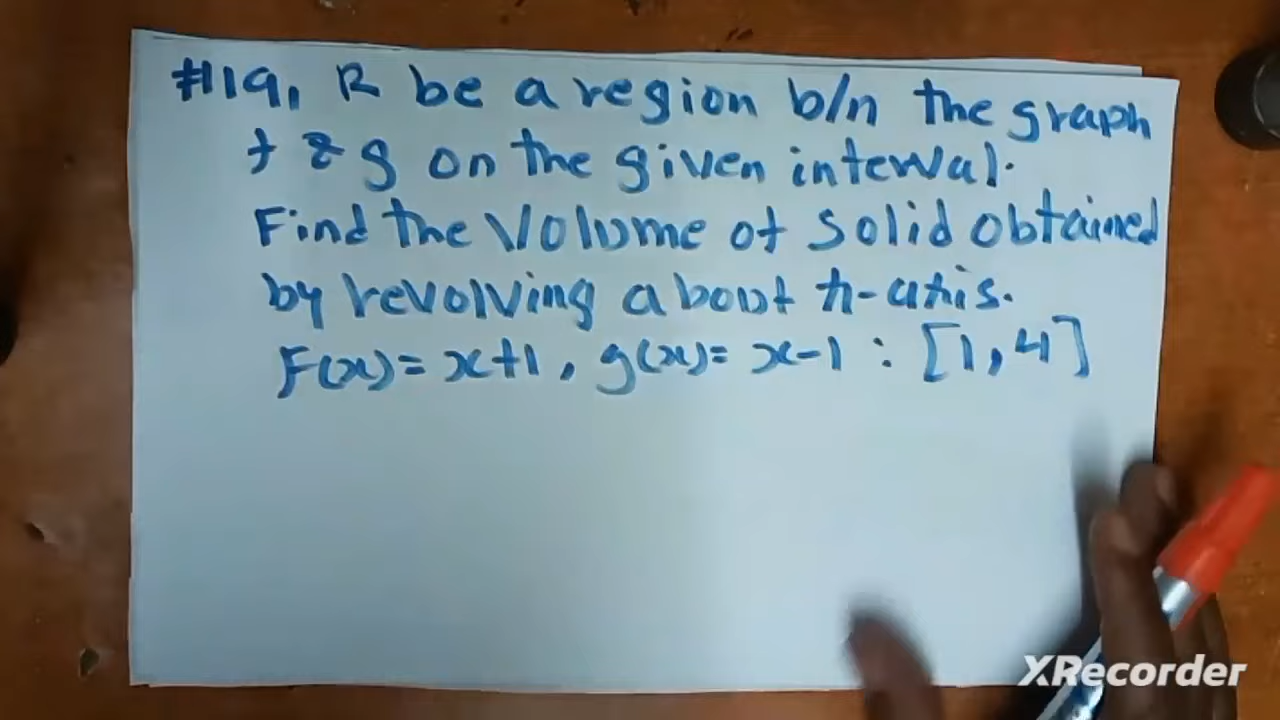 #19, R be a region b/n the graph
f & g on the given interval.
Find the Volume of solid obtained
by revolving about x-axis.
F(x) = x+1, g(x) = x-1 : [1,4]
XRecorder